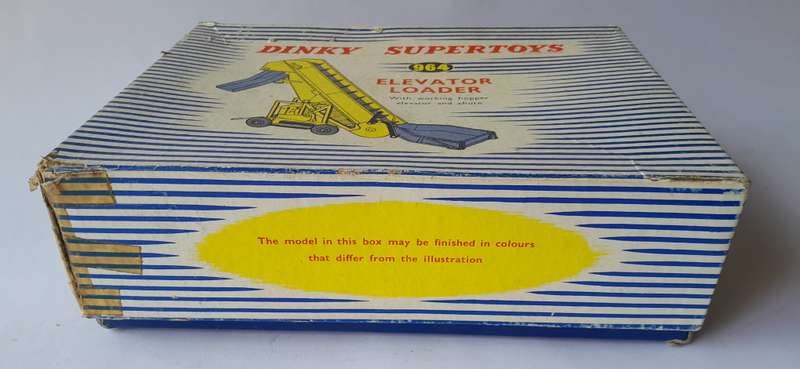 DINKY SUPERTOYS
964
ELEVATOR
LOADER
With working hopper
elevator and chute
The model in this box may be finished in colours
that differ from the illustration